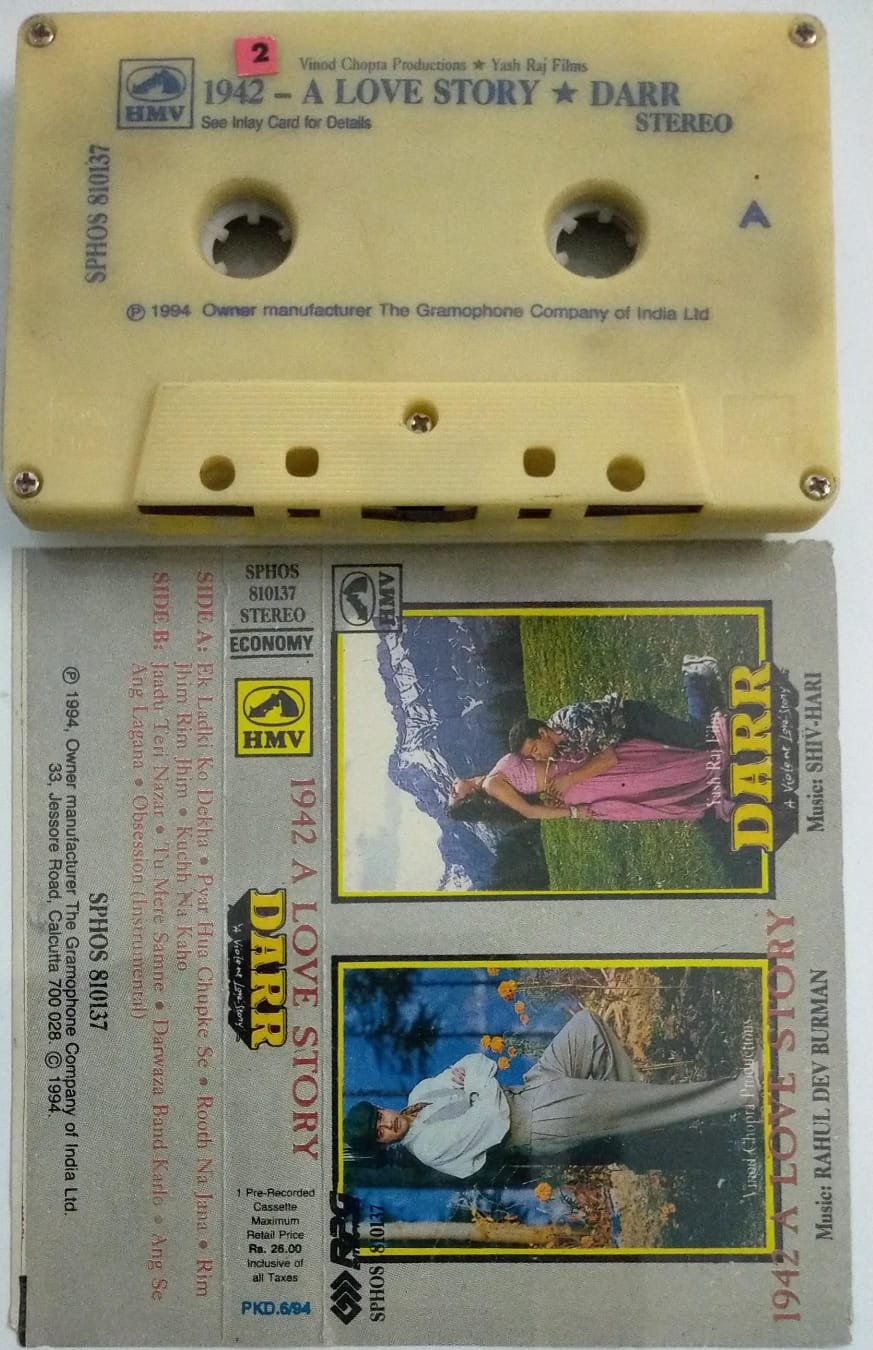 2
Vinod Chopra Productions ★ Yash Raj Films
HMV
1942 – A LOVE STORY ★ DARR
See Inlay Card for Details
STEREO
SPHOS 810137
A
℗ 1994 Owner manufacturer The Gramophone Company of India Ltd
HMV
DARR
A Violent Love-Story
Yash Raj Films
Music: SHIV-HARI
1942 A LOVE STORY
Vinod Chopra Productions
Music: RAHUL DEV BURMAN
SPHOS 810137
SPHOS
810137
STEREO
ECONOMY
HMV
1942 A LOVE STORY
DARR
A Violent Love-Story
1 Pre-Recorded
Cassette
Maximum
Retail Price
Rs. 26.00
Inclusive of
all Taxes
PKD.6/94
SIDE A: Ek Ladki Ko Dekha • Pyar Hua Chupke Se • Rooth Na Jana • Rim
Jhim Rim Jhim • Kuchh Na Kaho
SIDE B: Jaadu Teri Nazar • Tu Mere Samne • Darwaza Band Karlo • Ang Se
Ang Lagana • Obsession (Instrumental)
SPHOS 810137
℗ 1994, Owner manufacturer The Gramophone Company of India Ltd.
33, Jessore Road, Calcutta 700 028. © 1994.